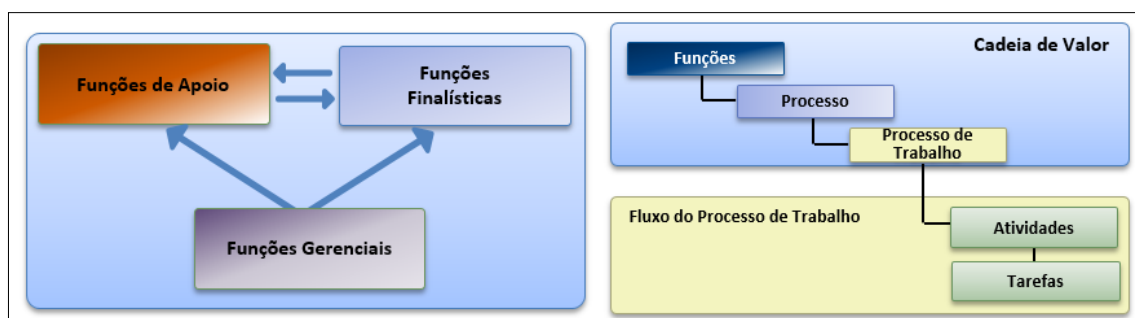 Funções de Apoio
Funções
Finalísticas
Funções Gerenciais
Cadeia de Valor
Funções
Processo
Processo de
Trabalho
Fluxo do Processo de Trabalho
Atividades
Tarefas